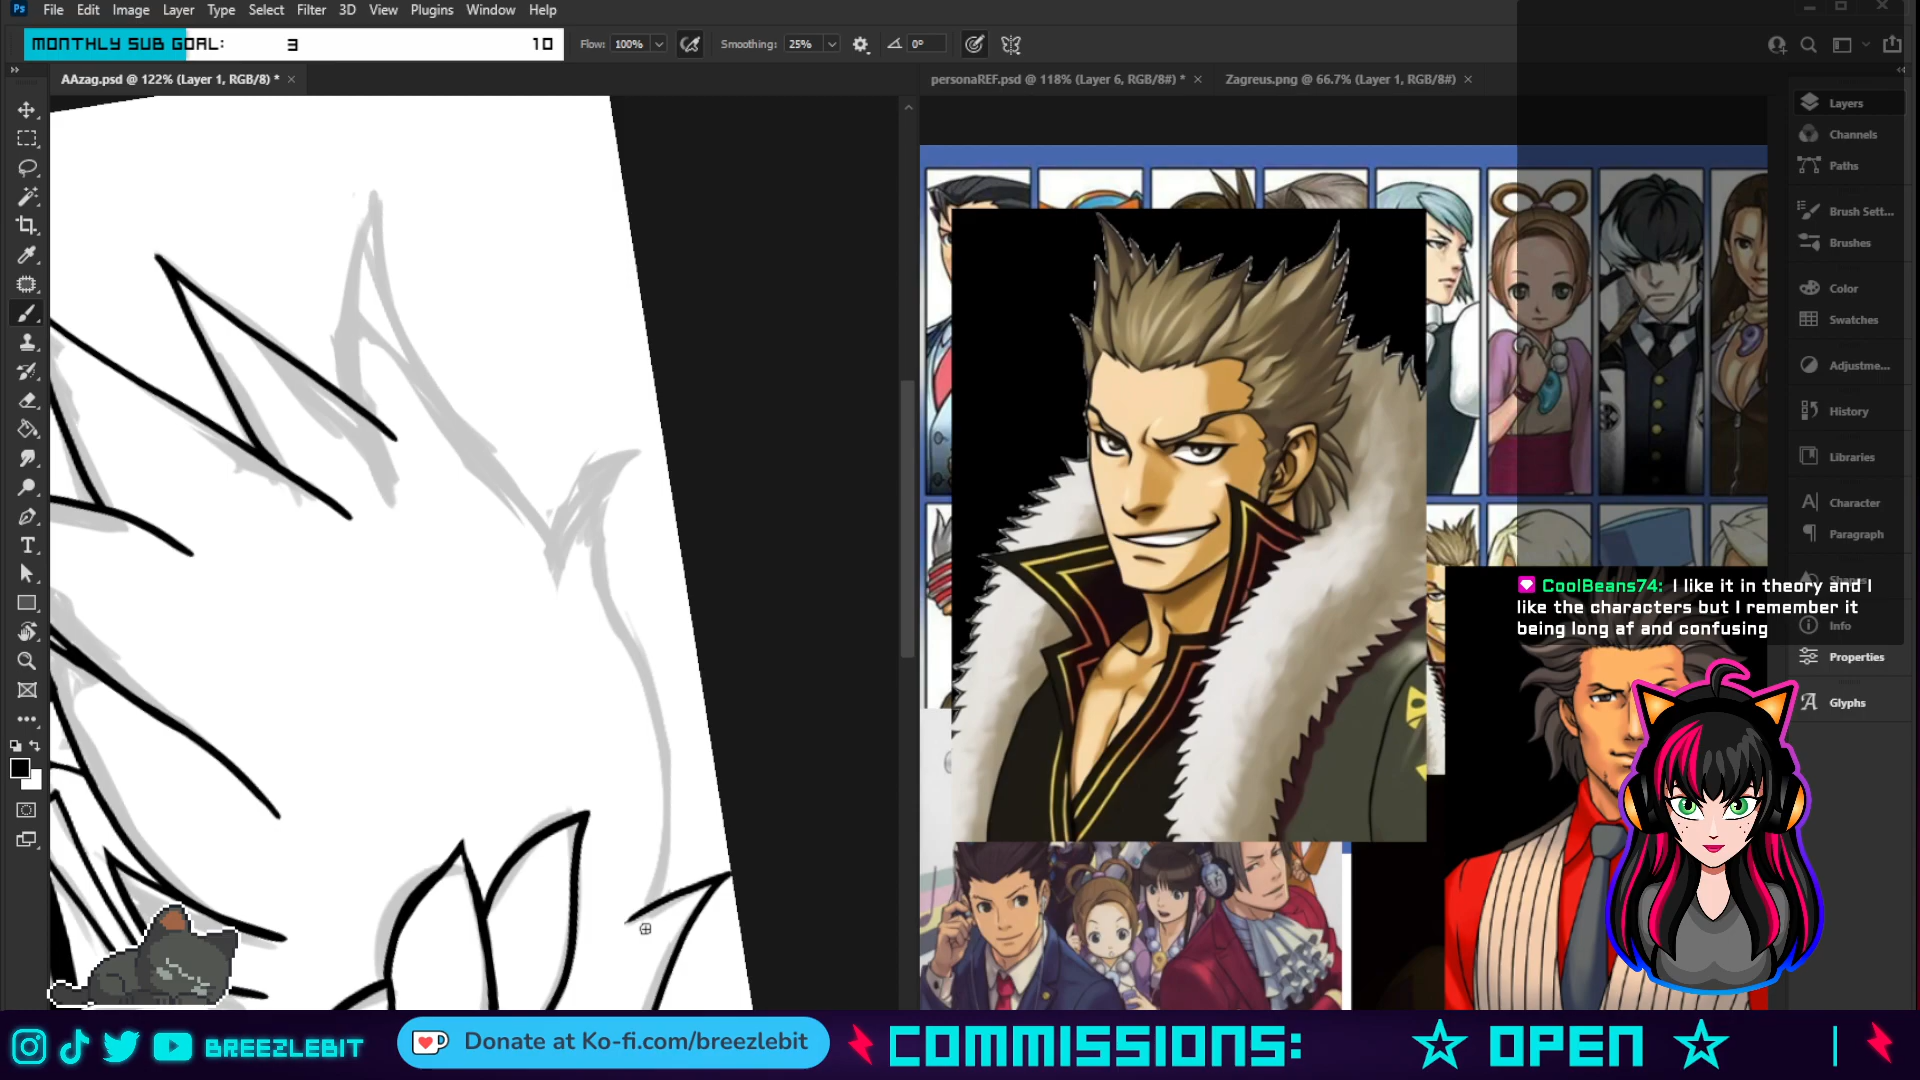 Ps File Edit Image Layer Type Select Filter 3D View Plugins Window Help
MONTHLY SUB GOAL: 3 10
Flow: 100% Smoothing: 25% 0°
AAzag.psd @ 122% (Layer 1, RGB/8) * ×
personaREF.psd @ 118% (Layer 6, RGB/8#) * × Zagreus.png @ 66.7% (Layer 1, RGB/8#) ×
Layers
Channels
Paths
Brush Sett...
Brushes
Color
Swatches
Adjustme...
History
Libraries
Character
Paragraph
CoolBeans74: I like it in theory and I
like the characters but I remember it
being long af and confusing
Info
Properties
Glyphs
BREEZLEBIT
Donate at Ko-fi.com/breezlebit
COMMISSIONS: OPEN